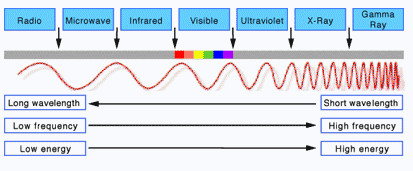 Radio Microwave Infrared Visible Ultraviolet X-Ray Gamma Ray
Long wavelength Short wavelength
Low frequency High frequency
Low energy High energy